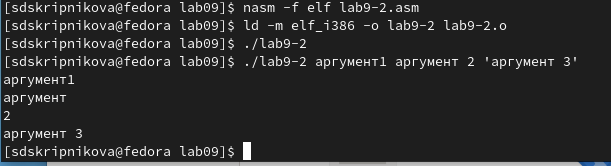 [sdskripnikova@fedora lab09]$ nasm -f elf lab9-2.asm
[sdskripnikova@fedora lab09]$ ld -m elf_i386 -o lab9-2 lab9-2.o
[sdskripnikova@fedora lab09]$ ./lab9-2
[sdskripnikova@fedora lab09]$ ./lab9-2 аргумент1 аргумент 2 'аргумент 3'
аргумент1
аргумент
2
аргумент 3
[sdskripnikova@fedora lab09]$